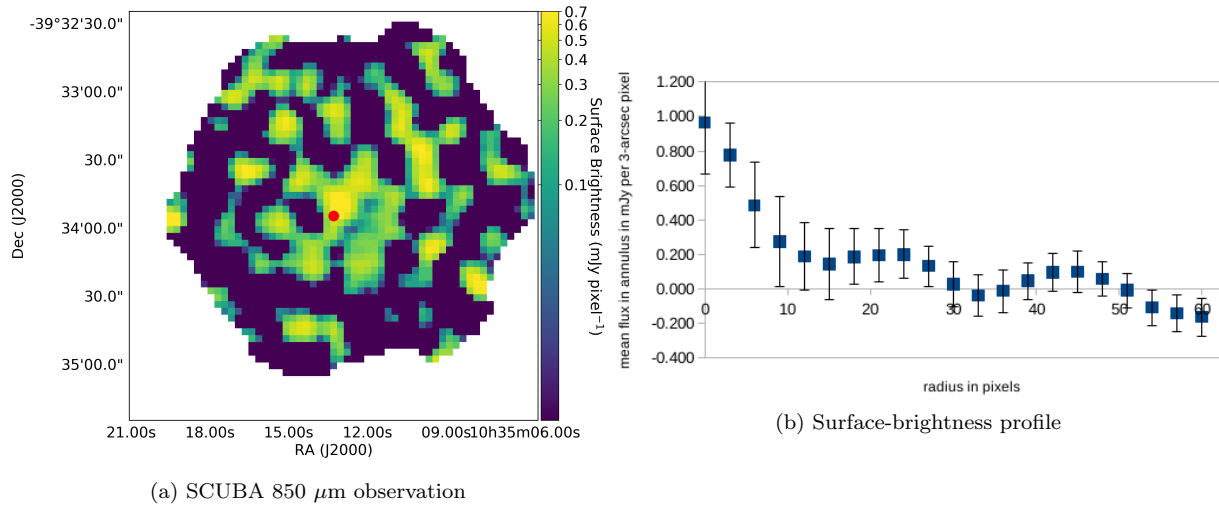 -39°32'30.0"
33'00.0"
30.0"
34'00.0"
30.0"
35'00.0"
Dec (J2000)
21.00s 18.00s 15.00s 12.00s 09.00s10h35m06.00s
RA (J2000)
0.7
0.6
0.5
0.4
0.3
0.2
0.1
Surface Brightness (mJy pixel⁻¹)
(a) SCUBA 850 μm observation
mean flux in annulus in mJy per 3-arcsec pixel
1.200
1.000
0.800
0.600
0.400
0.200
0.000
-0.200
-0.400
0 10 20 30 40 50 60
radius in pixels
(b) Surface-brightness profile